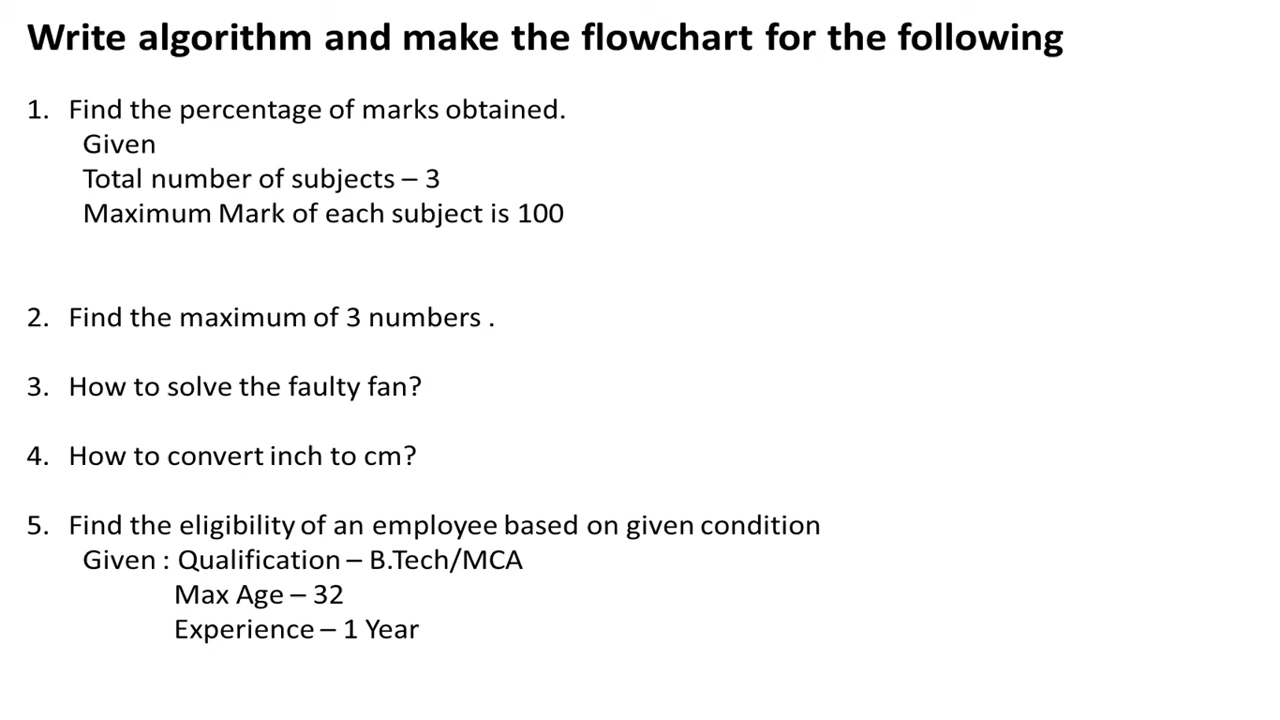 Write algorithm and make the flowchart for the following
1. Find the percentage of marks obtained.
Given
Total number of subjects – 3
Maximum Mark of each subject is 100
2. Find the maximum of 3 numbers .
3. How to solve the faulty fan?
4. How to convert inch to cm?
5. Find the eligibility of an employee based on given condition
Given : Qualification – B.Tech/MCA
Max Age – 32
Experience – 1 Year